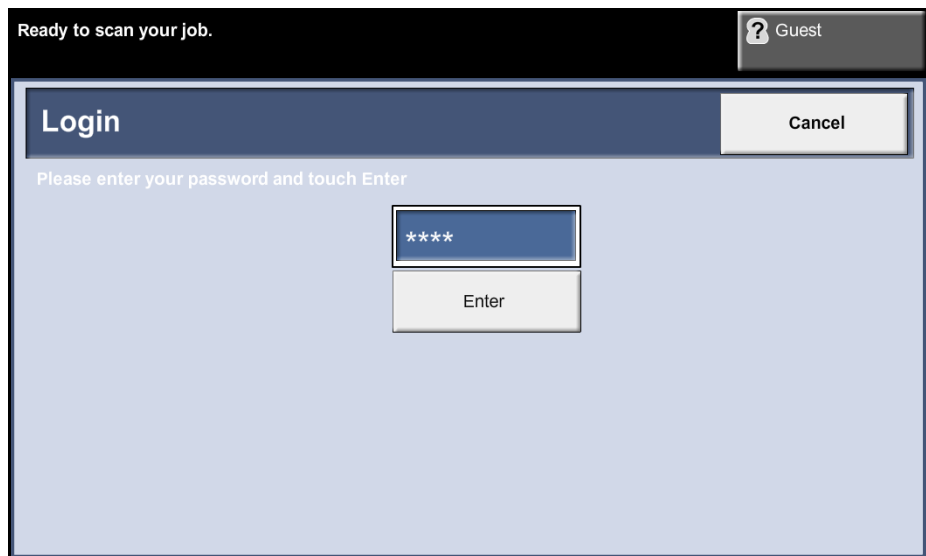 Ready to scan your job.
? Guest
Login
Cancel
Please enter your password and touch Enter
****
Enter